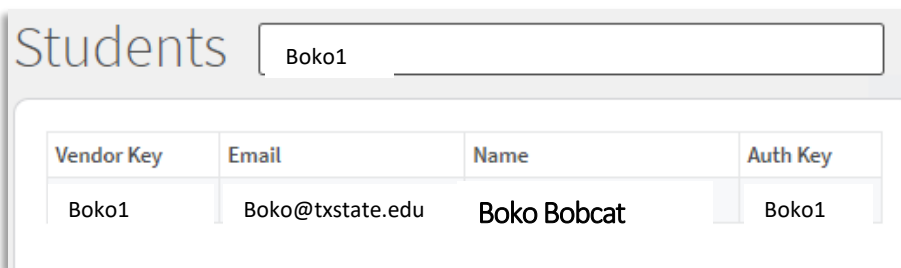 Students Boko1
Vendor Key Email Name Auth Key
Boko1 Boko@txstate.edu Boko Bobcat Boko1